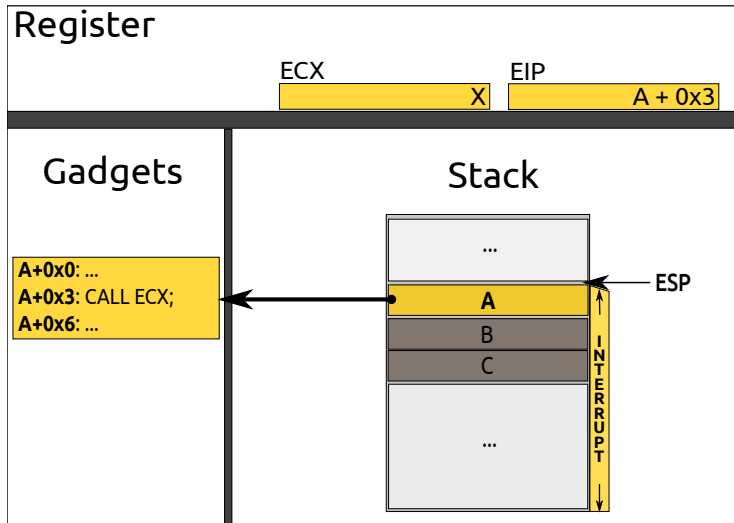 Register
ECX
EIP
X
A + 0x3
Gadgets
Stack
...
ESP
A+0x0: ...
A+0x3: CALL ECX;
A+0x6: ...
A
B
C
...
INTERRUPT